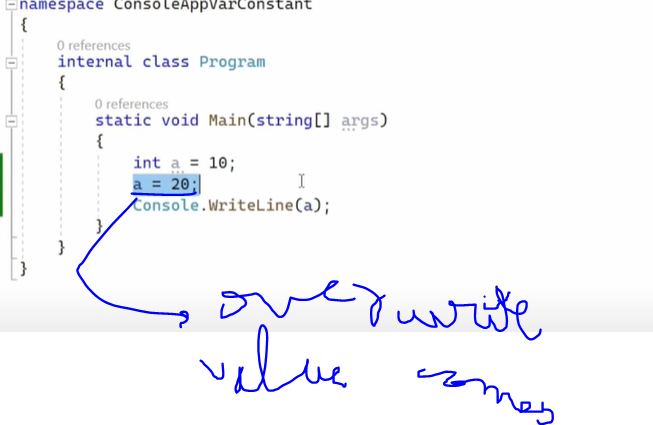 namespace ConsoleAppVarConstant
{
0 references
internal class Program
{
0 references
static void Main(string[] args)
{
int a = 10;
a = 20;
Console.WriteLine(a);
}
}
}
overwrite
value comes